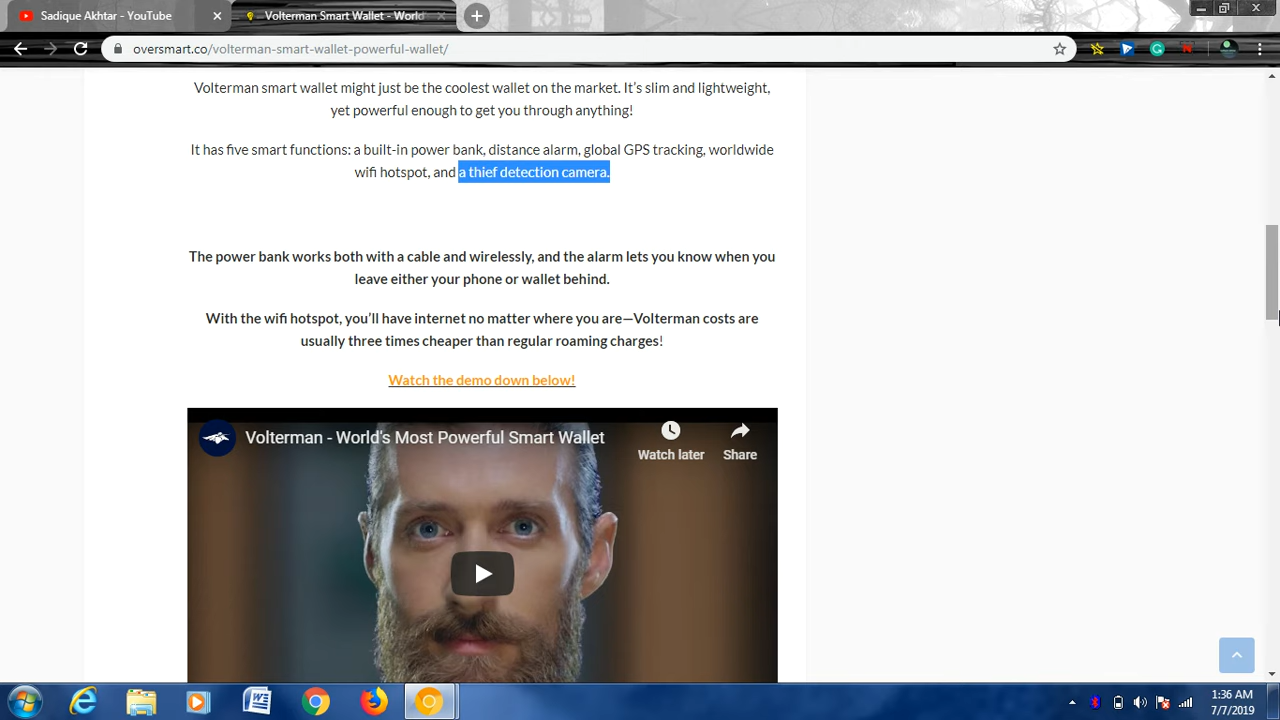 Sadique Akhtar - YouTube
Volterman Smart Wallet - World
oversmart.co/volterman-smart-wallet-powerful-wallet/
Volterman smart wallet might just be the coolest wallet on the market. It's slim and lightweight,
yet powerful enough to get you through anything!
It has five smart functions: a built-in power bank, distance alarm, global GPS tracking, worldwide
wifi hotspot, and a thief detection camera.
The power bank works both with a cable and wirelessly, and the alarm lets you know when you
leave either your phone or wallet behind.
With the wifi hotspot, you'll have internet no matter where you are—Volterman costs are
usually three times cheaper than regular roaming charges!
Watch the demo down below!
Volterman - World's Most Powerful Smart Wallet
Watch later
Share
1:36 AM
7/7/2019